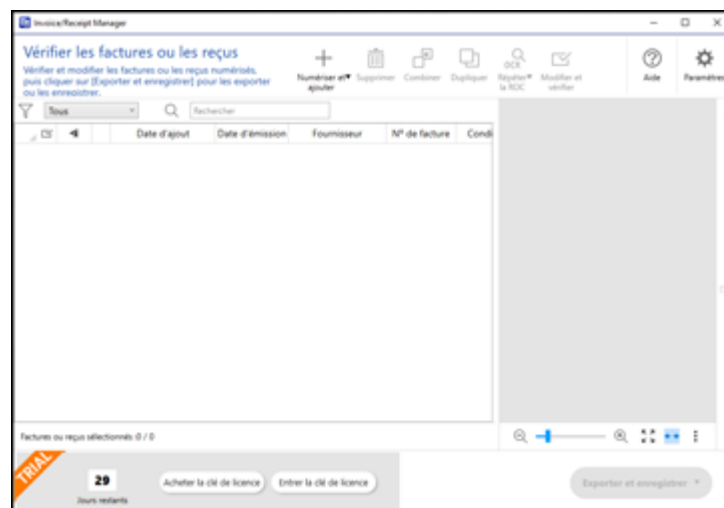 Invoice/Receipt Manager
Vérifier les factures ou les reçus
Vérifier et modifier les factures ou les reçus numérisés,
puis cliquer sur [Exporter et enregistrer] pour les exporter
ou les enregistrer.
Numériser et
ajouter
Supprimer
Combiner
Dupliquer
OCR
Répéter
la ROC
Modifier et
vérifier
Aide
Paramètres
Tous
Rechercher
Date d'ajout
Date d'émission
Fournisseur
Nº de facture
Condi
Factures ou reçus sélectionnés :0 / 0
TRIAL
29
Jours restants
Acheter la clé de licence
Entrer la clé de licence
Exporter et enregistrer